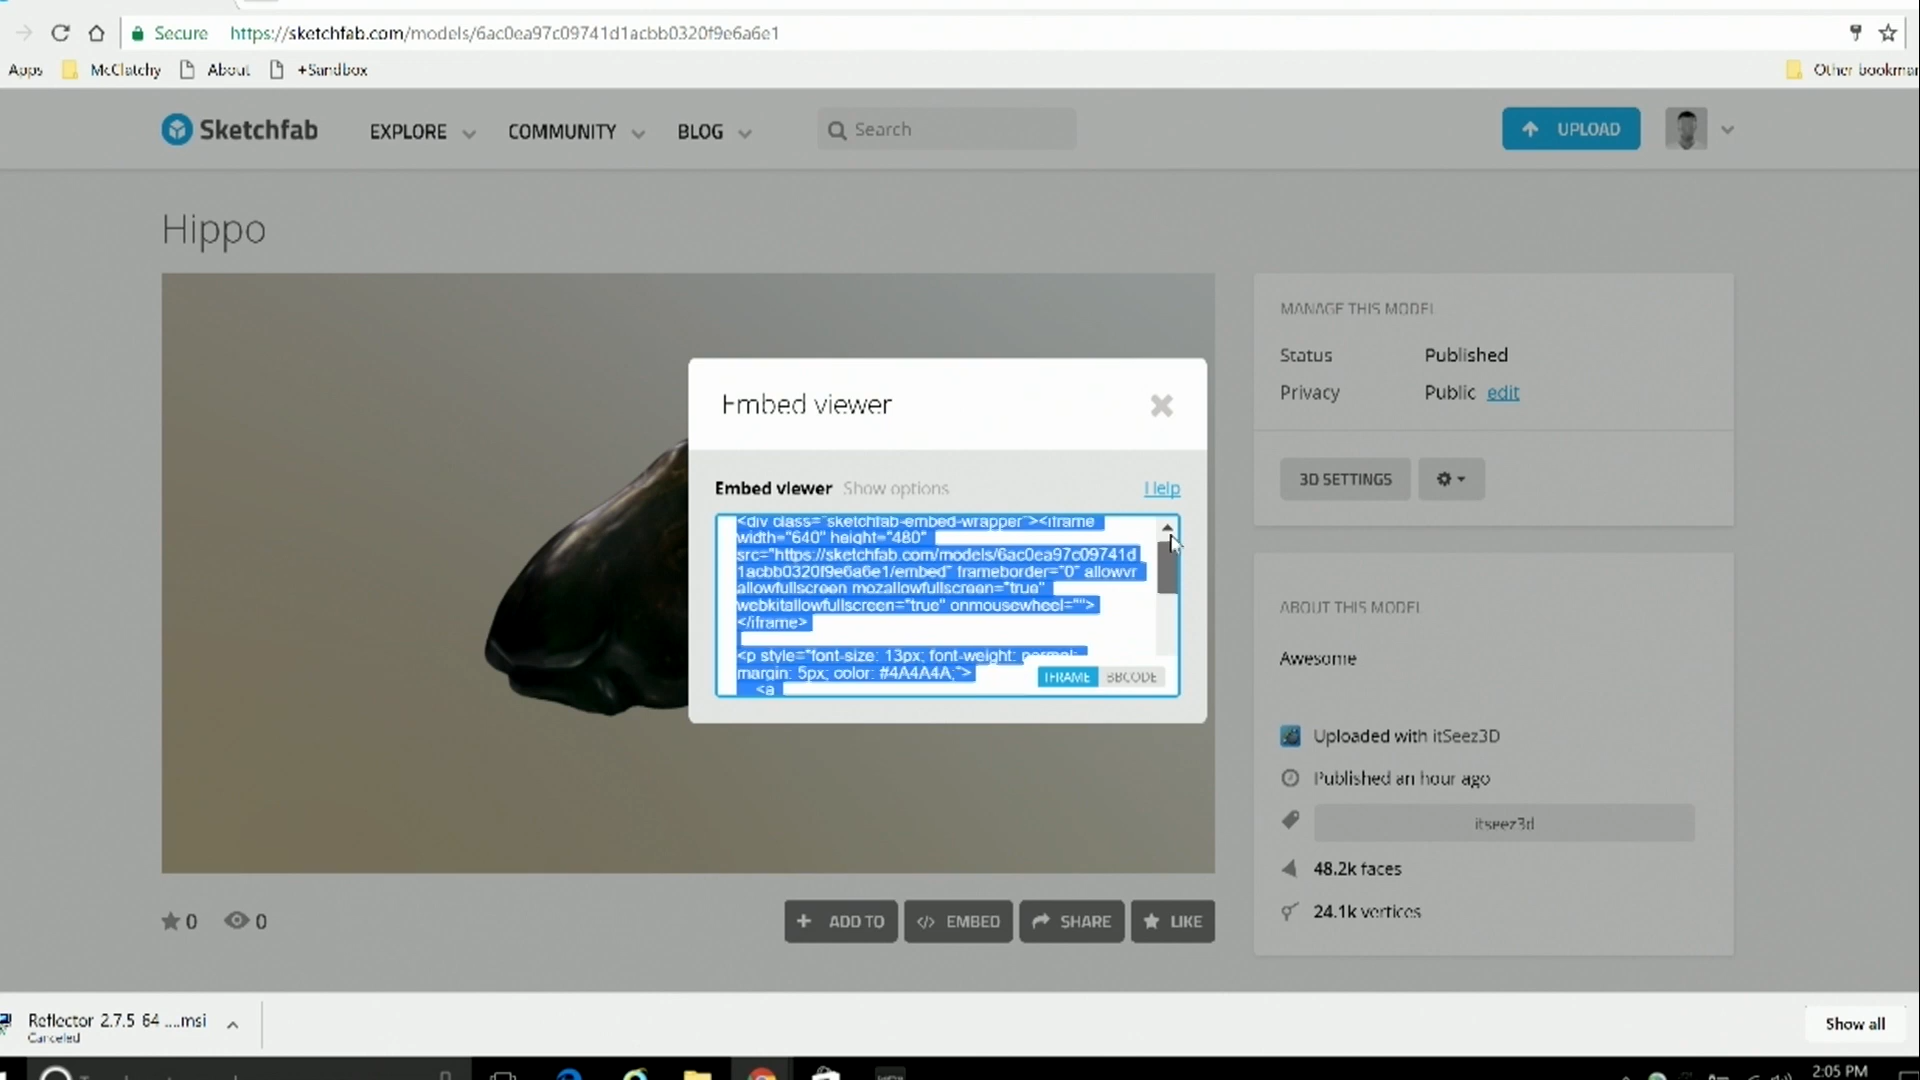 Secure https://sketchfab.com/models/6ac0ea97c09741d1acbb0320f9e6a6e1
Apps McClatchy About +Sandbox Other bookmar
Sketchfab EXPLORE COMMUNITY BLOG Search UPLOAD
Hippo
MANAGE THIS MODEL
Status Published
Privacy Public edit
3D SETTINGS
Embed viewer
Embed viewer Show options Help
<div class="sketchfab-embed-wrapper"><iframe
width="640" height="480"
src="https://sketchfab.com/models/6ac0ea97c09741d
1acbb0320f9e6a6e1/embed" frameborder="0" allowvr
allowfullscreen mozallowfullscreen="true"
webkitallowfullscreen="true" onmousewheel="">
</iframe>
<p style="font-size: 13px; font-weight: normal;
margin: 5px; color: #4A4A4A;">
<a
IFRAME BBCODE
ABOUT THIS MODEL
Awesome
Uploaded with itSeez3D
Published an hour ago
itseez3d
48.2k faces
24.1k vertices
0 0
ADD TO EMBED SHARE LIKE
Reflector 2.7.5 64 ....msi
Canceled
Show all
2:05 PM